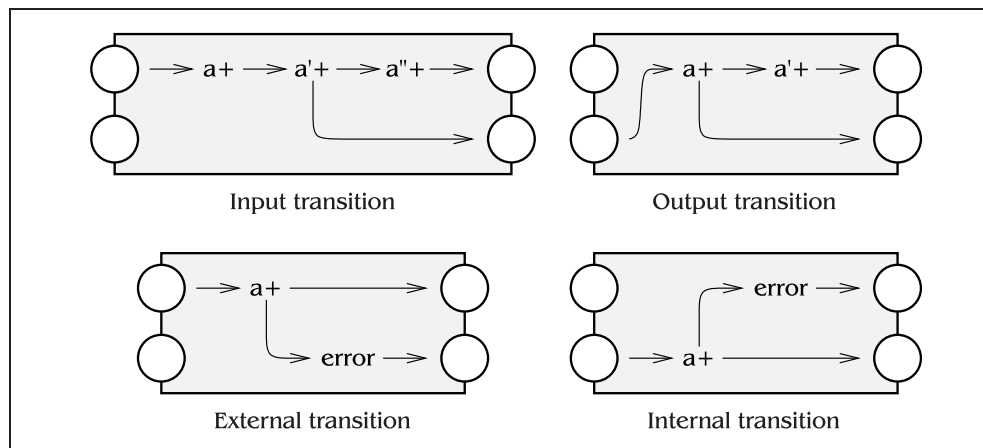 a+ a'+ a"+
Input transition
a+ a'+
Output transition
a+
error
External transition
error
a+
Internal transition